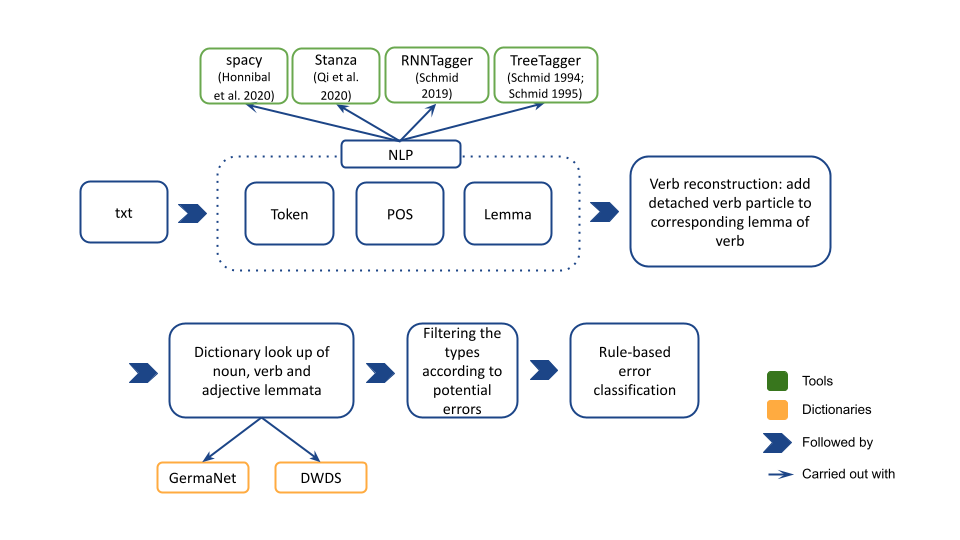 spacy
(Honnibal
et al. 2020)
Stanza
(Qi et al.
2020)
RNNTagger
(Schmid
2019)
TreeTagger
(Schmid 1994;
Schmid 1995)
NLP
txt
Token
POS
Lemma
Verb reconstruction: add
detached verb particle to
corresponding lemma of
verb
Dictionary look up of
noun, verb and
adjective lemmata
Filtering the
types
according to
potential
errors
Rule-based
error
classification
GermaNet
DWDS
Tools
Dictionaries
Followed by
Carried out with